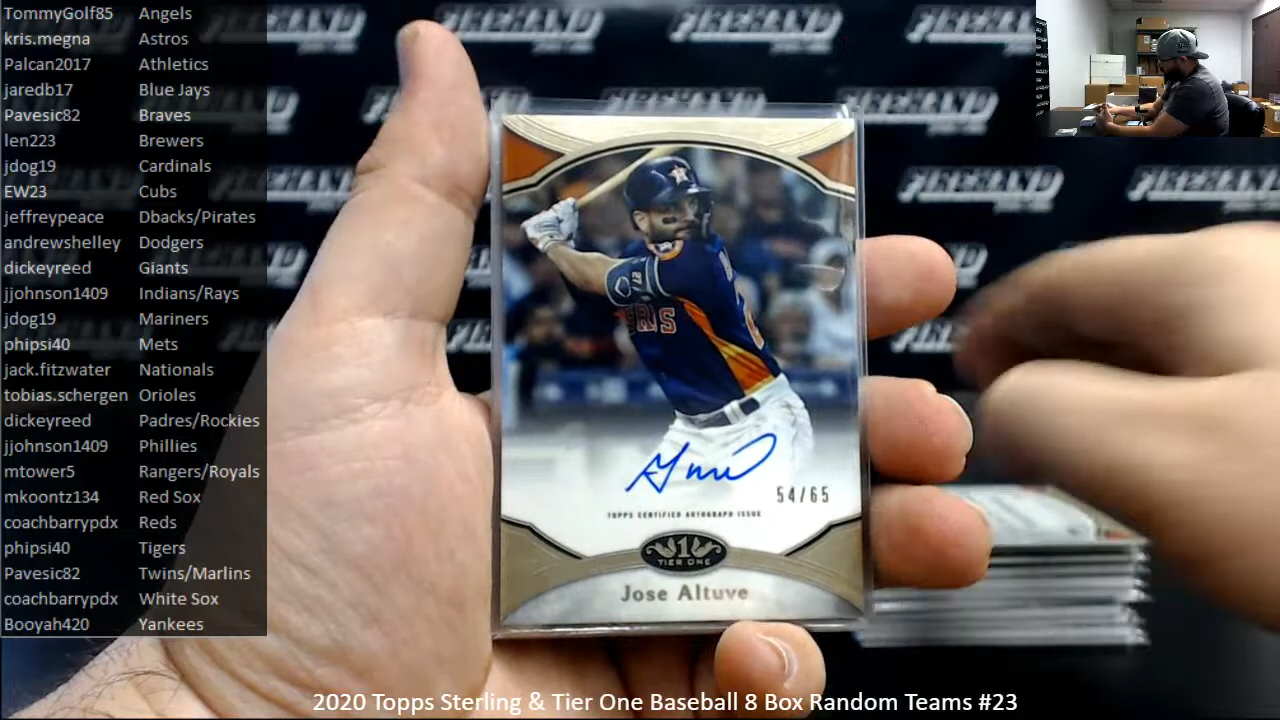 TommyGolf85 Angels
kris.megna Astros
Palcan2017 Athletics
jaredb17 Blue Jays
Pavesic82 Braves
len223 Brewers
jdog19 Cardinals
EW23 Cubs
jeffreypeace Dbacks/Pirates
andrewshelley Dodgers
dickeyreed Giants
jjohnson1409 Indians/Rays
jdog19 Mariners
phipsi40 Mets
jack.fitzwater Nationals
tobias.schergen Orioles
dickeyreed Padres/Rockies
jjohnson1409 Phillies
mtower5 Rangers/Royals
mkoontz134 Red Sox
coachbarrypdx Reds
phipsi40 Tigers
Pavesic82 Twins/Marlins
coachbarrypdx White Sox
Booyah420 Yankees
FIREHAND
54/65
TOPPS CERTIFIED AUTOGRAPH ISSUE
1
TIER ONE
Jose Altuve
2020 Topps Sterling & Tier One Baseball 8 Box Random Teams #23